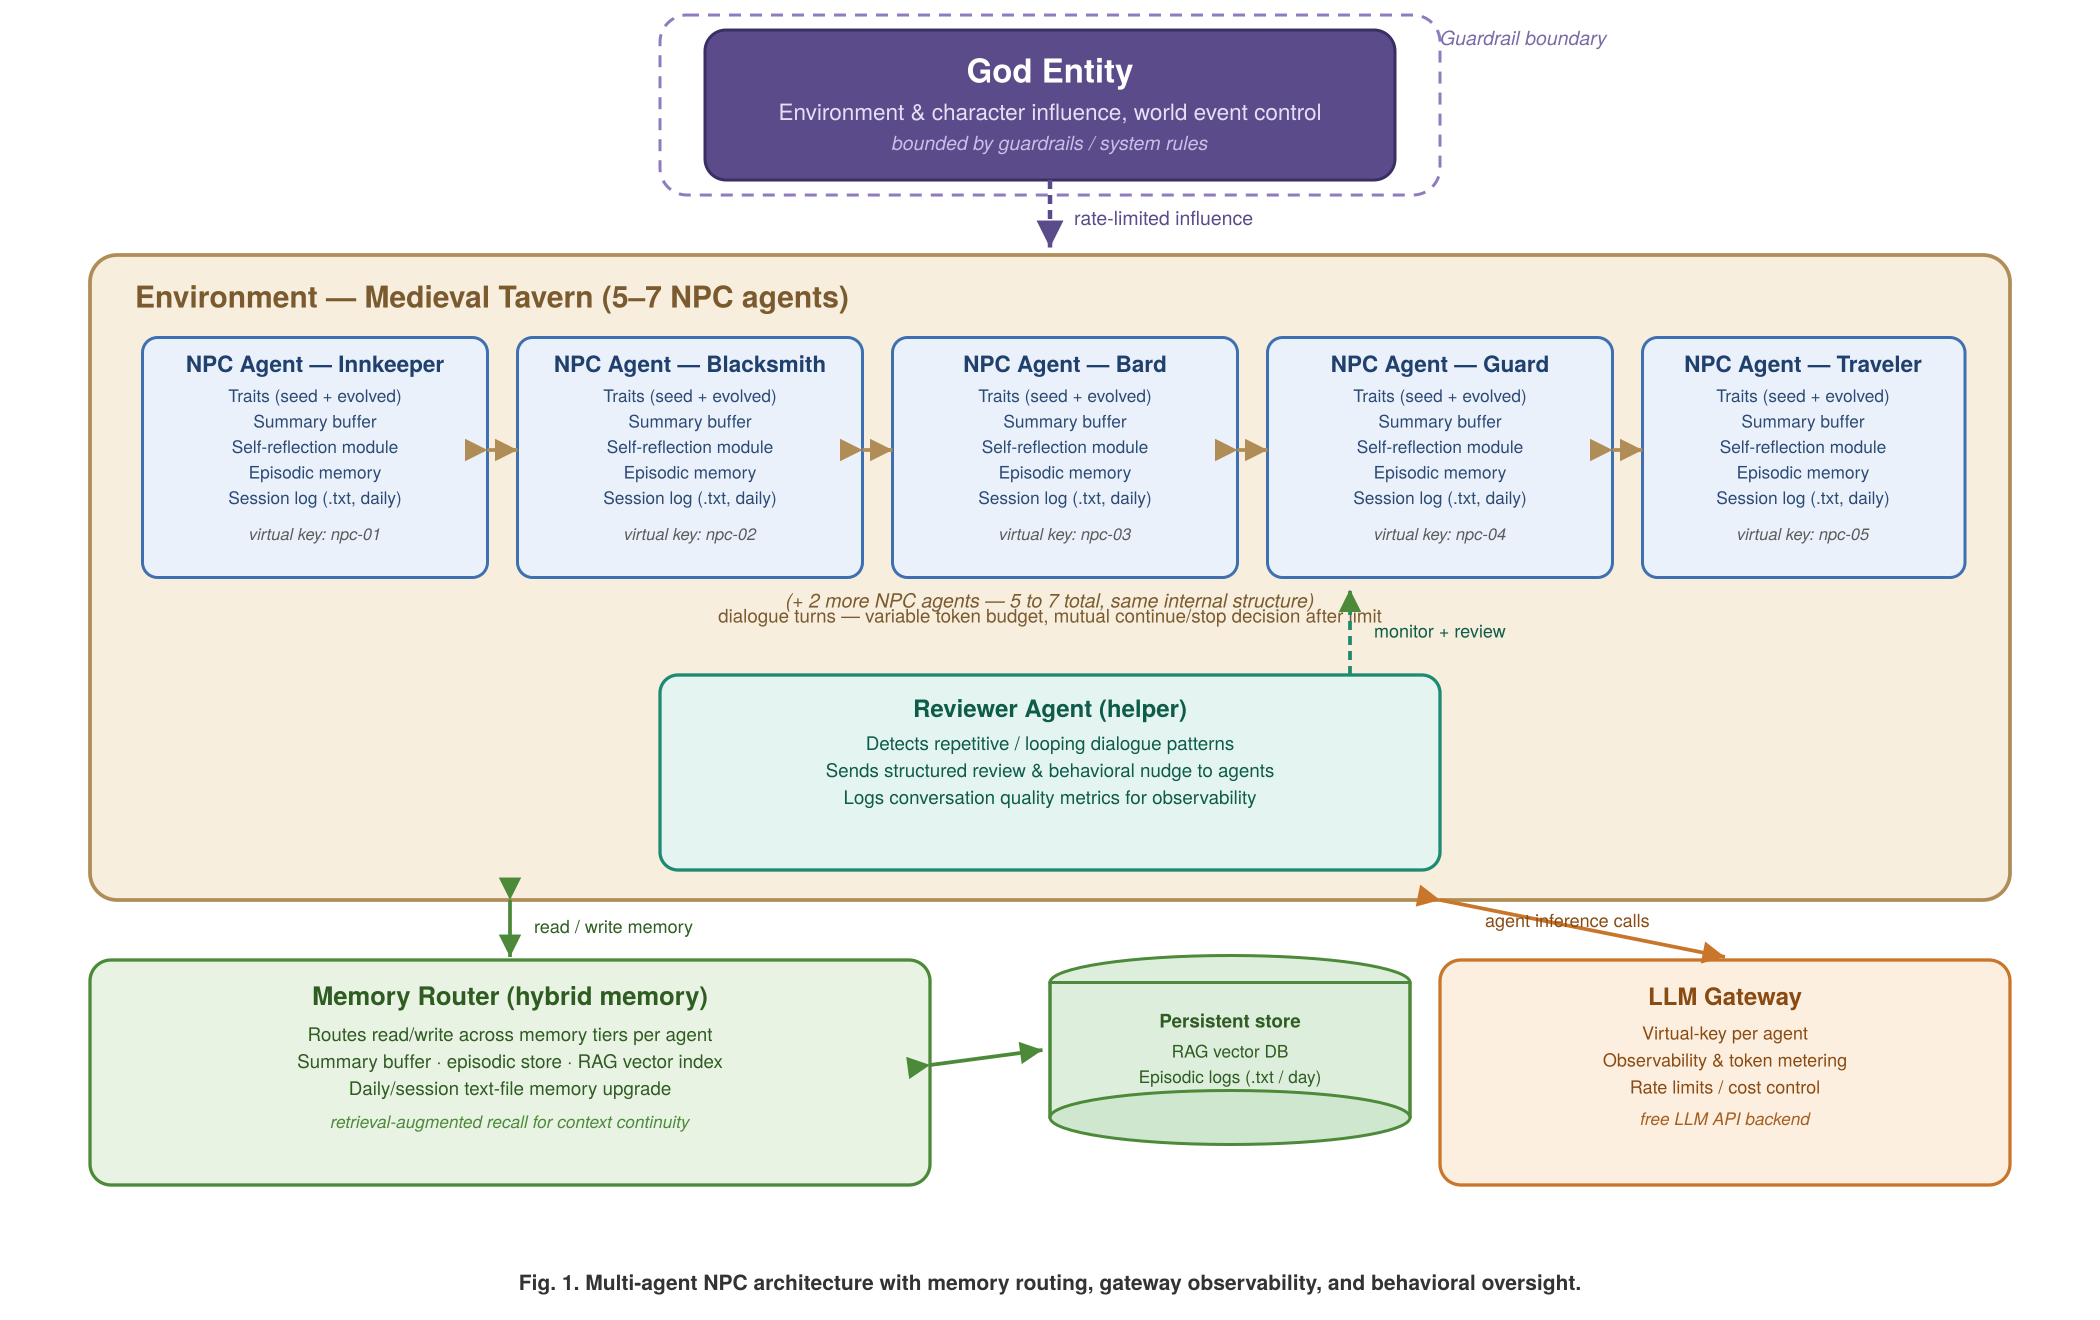 God Entity
Guardrail boundary
Environment & character influence, world event control
bounded by guardrails / system rules
rate-limited influence
Environment — Medieval Tavern (5–7 NPC agents)
NPC Agent — Innkeeper
Traits (seed + evolved)
Summary buffer
Self-reflection module
Episodic memory
Session log (.txt, daily)
virtual key: npc-01
NPC Agent — Blacksmith
Traits (seed + evolved)
Summary buffer
Self-reflection module
Episodic memory
Session log (.txt, daily)
virtual key: npc-02
NPC Agent — Bard
Traits (seed + evolved)
Summary buffer
Self-reflection module
Episodic memory
Session log (.txt, daily)
virtual key: npc-03
NPC Agent — Guard
Traits (seed + evolved)
Summary buffer
Self-reflection module
Episodic memory
Session log (.txt, daily)
virtual key: npc-04
NPC Agent — Traveler
Traits (seed + evolved)
Summary buffer
Self-reflection module
Episodic memory
Session log (.txt, daily)
virtual key: npc-05
(+ 2 more NPC agents — 5 to 7 total, same internal structure)
dialogue turns — variable token budget, mutual continue/stop decision after limit
monitor + review
Reviewer Agent (helper)
Detects repetitive / looping dialogue patterns
Sends structured review & behavioral nudge to agents
Logs conversation quality metrics for observability
read / write memory
agent inference calls
Memory Router (hybrid memory)
Routes read/write across memory tiers per agent
Summary buffer · episodic store · RAG vector index
Daily/session text-file memory upgrade
retrieval-augmented recall for context continuity
Persistent store
RAG vector DB
Episodic logs (.txt / day)
LLM Gateway
Virtual-key per agent
Observability & token metering
Rate limits / cost control
free LLM API backend
Fig. 1. Multi-agent NPC architecture with memory routing, gateway observability, and behavioral oversight.